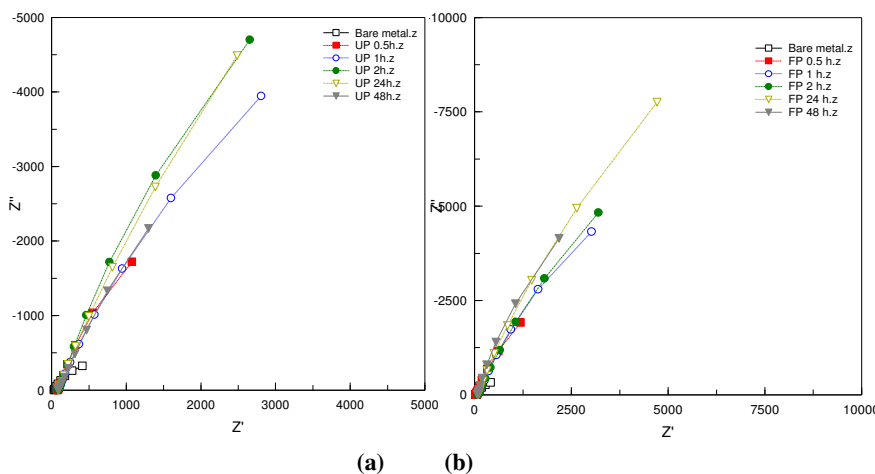 -5000
-4000
-3000
-2000
-1000
0
0 1000 2000 3000 4000 5000
Z'
Z''
Bare metal.z
UP 0.5h.z
UP 1h.z
UP 2h.z
UP 24h.z
UP 48h.z
(a)
-10000
-7500
-5000
-2500
0
0 2500 5000 7500 10000
Z'
Z''
Bare metal.z
FP 0.5 h.z
FP 1 h.z
FP 2 h.z
FP 24 h.z
FP 48 h.z
(b)